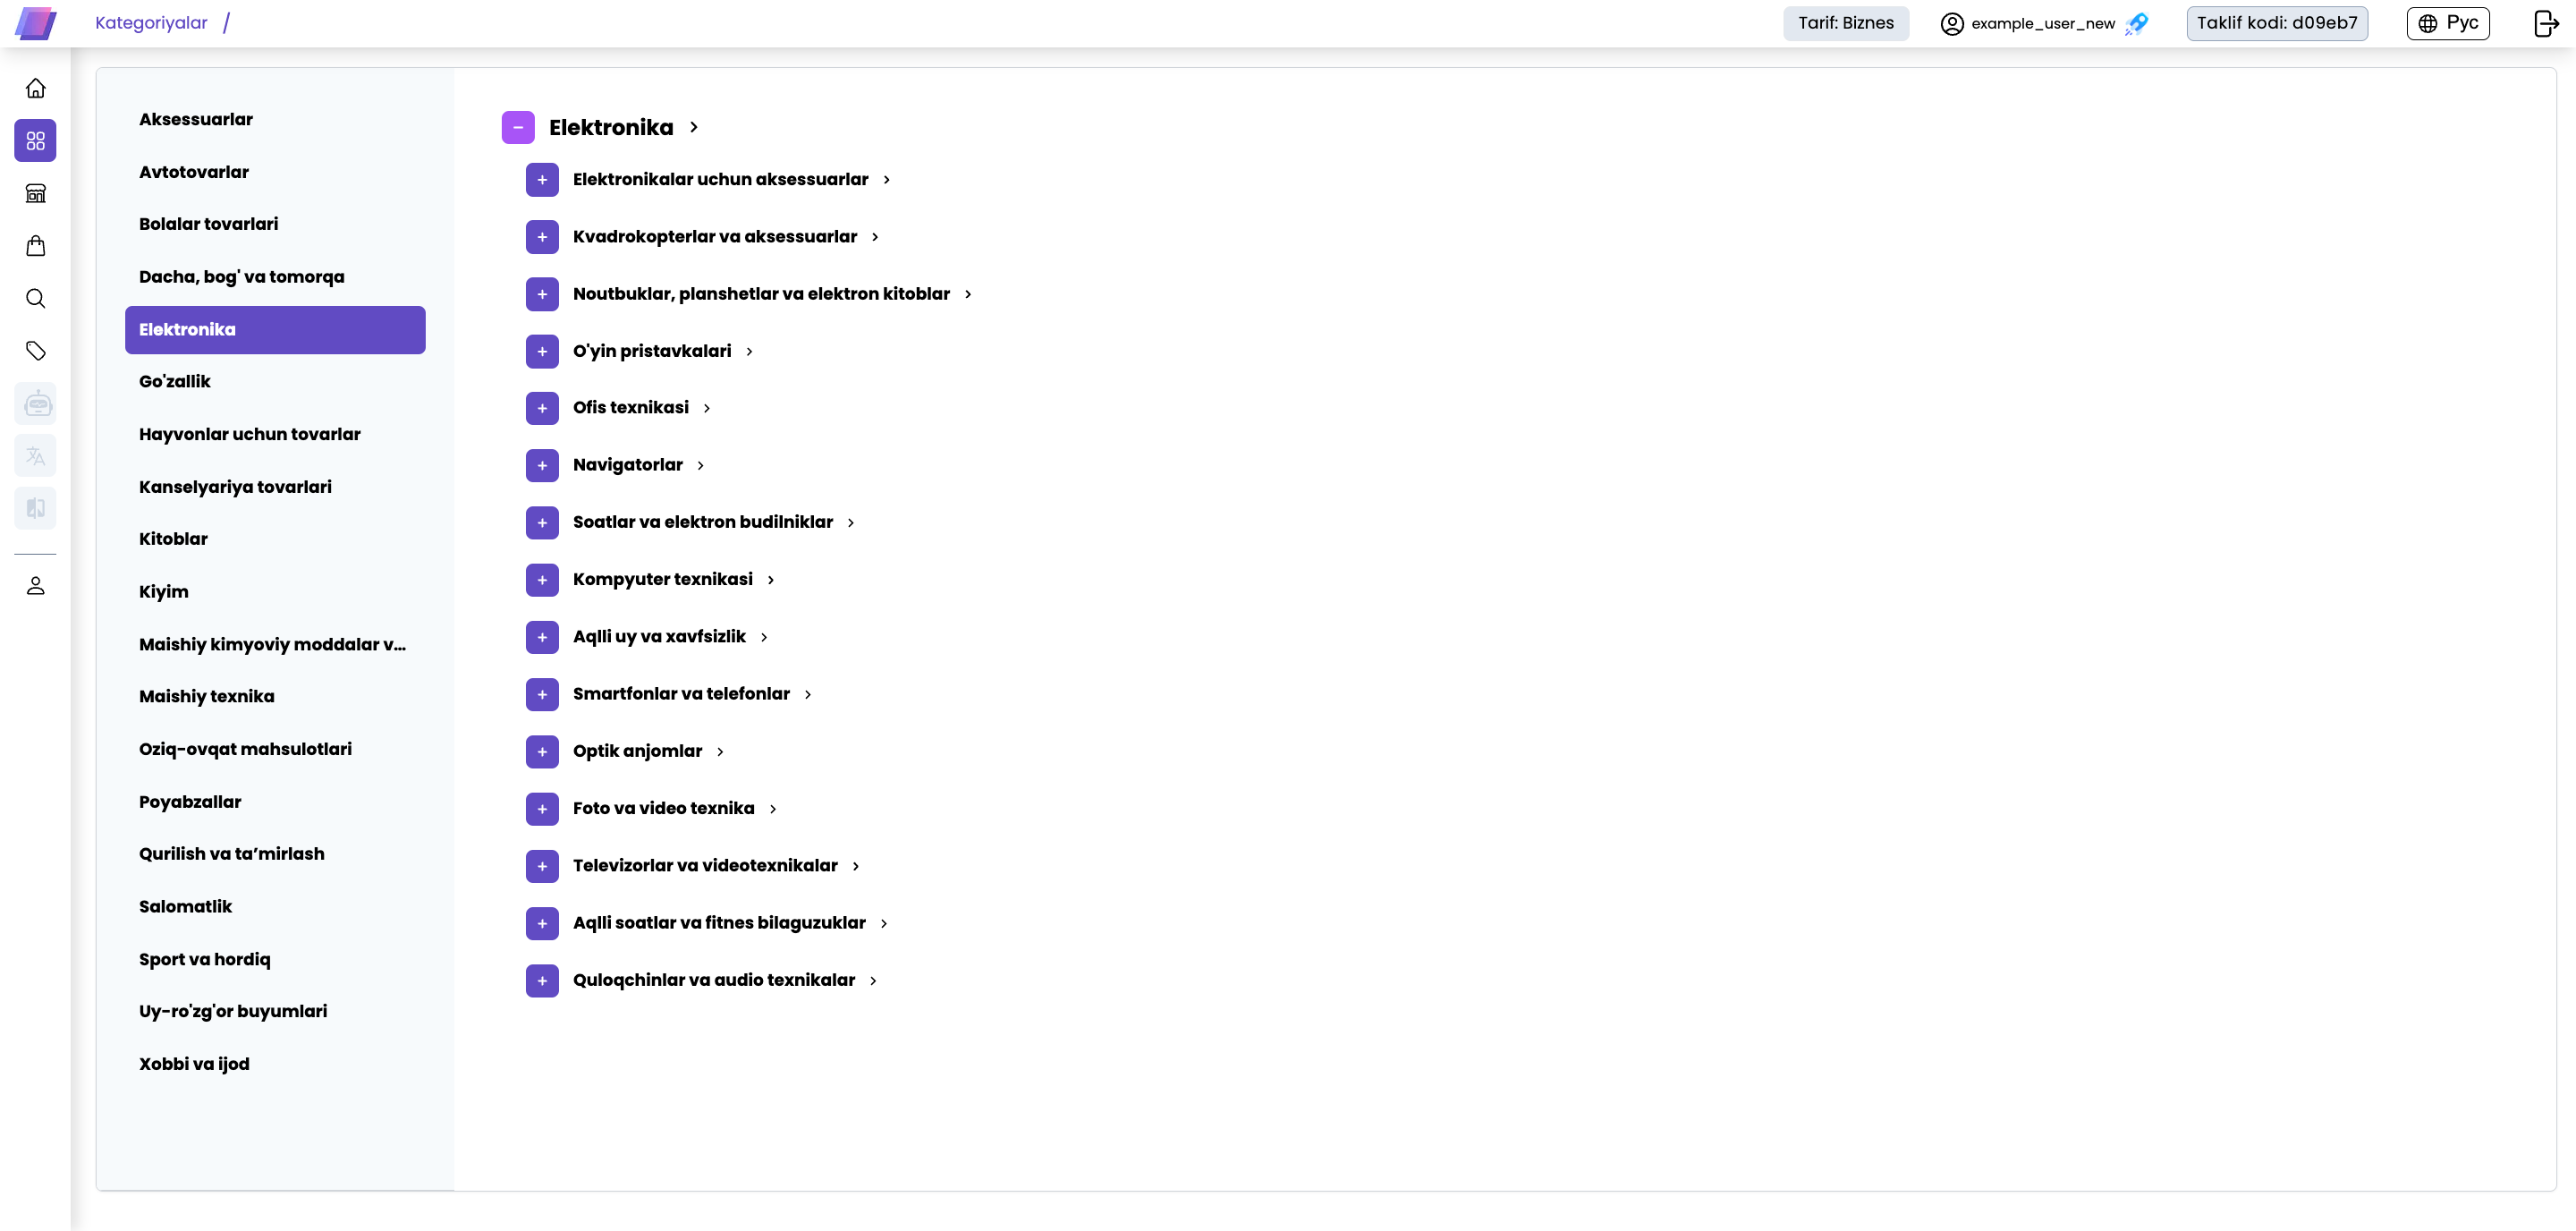 Kategoriyalar /
Tarif: Biznes
example_user_new
Taklif kodi: d09eb7
Рус
Aksessuarlar
Avtotovarlar
Bolalar tovarlari
Dacha, bog' va tomorqa
Elektronika
Go'zallik
Hayvonlar uchun tovarlar
Kanselyariya tovarlari
Kitoblar
Kiyim
Maishiy kimyoviy moddalar v...
Maishiy texnika
Oziq-ovqat mahsulotlari
Poyabzallar
Qurilish va ta’mirlash
Salomatlik
Sport va hordiq
Uy-ro'zg'or buyumlari
Xobbi va ijod
Elektronika
Elektronikalar uchun aksessuarlar
Kvadrokopterlar va aksessuarlar
Noutbuklar, planshetlar va elektron kitoblar
O'yin pristavkalari
Ofis texnikasi
Navigatorlar
Soatlar va elektron budilniklar
Kompyuter texnikasi
Aqlli uy va xavfsizlik
Smartfonlar va telefonlar
Optik anjomlar
Foto va video texnika
Televizorlar va videotexnikalar
Aqlli soatlar va fitnes bilaguzuklar
Quloqchinlar va audio texnikalar